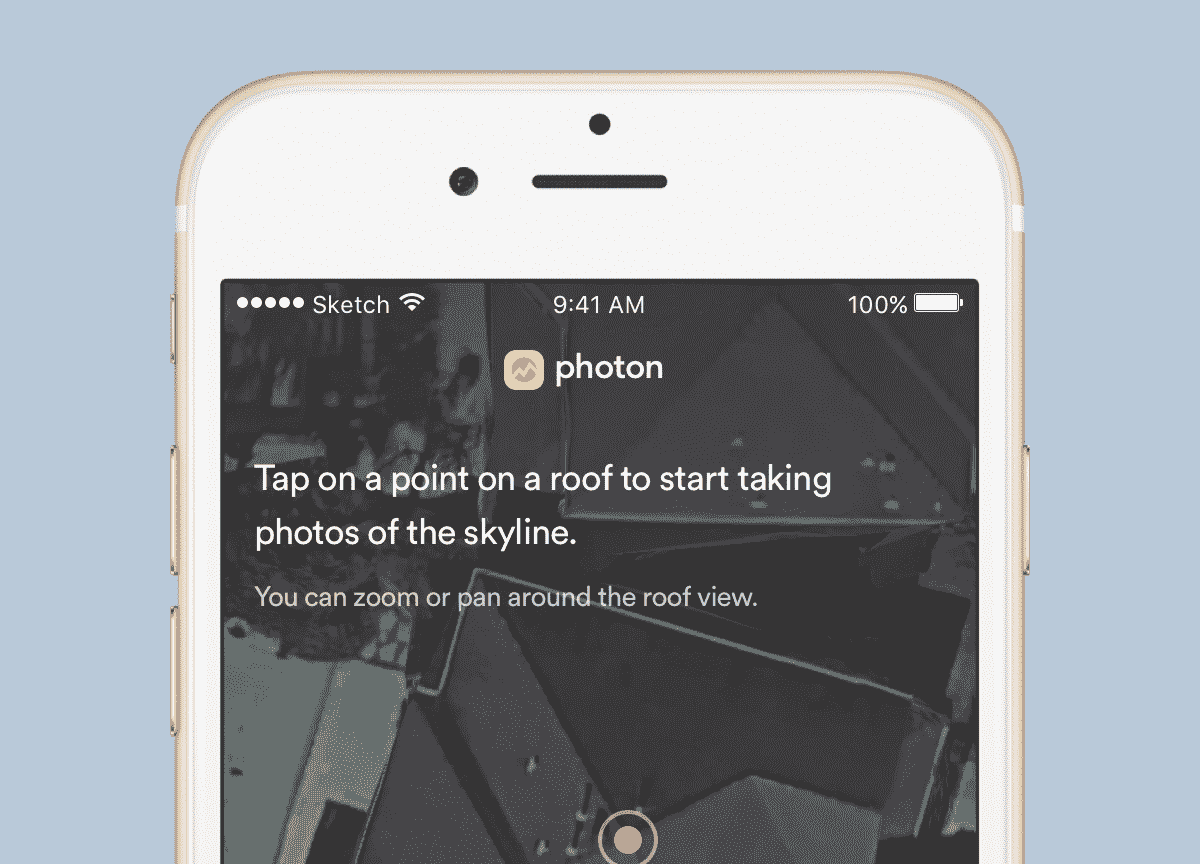 Sketch 9:41 AM 100%
photon
Tap on a point on a roof to start taking
photos of the skyline.
You can zoom or pan around the roof view.